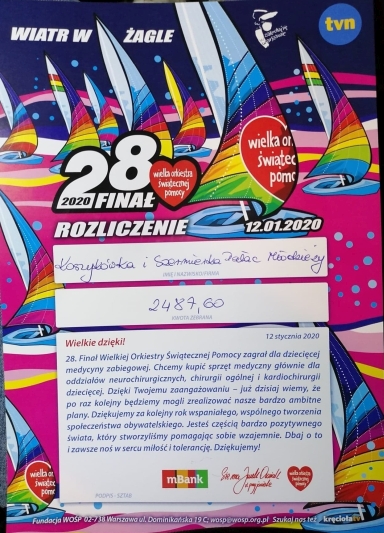 WIATR W ŻAGLE
tvn
wielka or
świątec
pomo
28
2020 FINAŁ
wielka orkiestra
świątecznej
pomocy
ROZLICZENIE 12.01.2020
Koszykówka i Szermierka Pałac Młodzieży
IMIĘ I NAZWISKO/FIRMA
2487,60
KWOTA ZEBRANA
Wielkie dzięki! 12 stycznia 2020
28. Finał Wielkiej Orkiestry Świątecznej Pomocy zagrał dla dziecięcej
medycyny zabiegowej. Chcemy kupić sprzęt medyczny głównie dla
oddziałów neurochirurgicznych, chirurgii ogólnej i kardiochirurgii
dziecięcej. Dzięki Twojemu zaangażowaniu – już dzisiaj wiemy, że
po raz kolejny będziemy mogli zrealizować nasze bardzo ambitne
plany. Dziękujemy za kolejny rok wspaniałego, wspólnego tworzenia
społeczeństwa obywatelskiego. Jesteś częścią bardzo pozytywnego
świata, który stworzyliśmy pomagając sobie wzajemnie. Dbaj o to
i zawsze noś w sercu miłość i tolerancję. Dziękujemy!
mBank
wielka orkiestra
świątecznej
pomocy
PODPIS - SZTAB
Fundacja WOŚP 02-738 Warszawa ul. Dominikańska 19 C; wosp@wosp.org.pl Szukaj nas też kręcioła